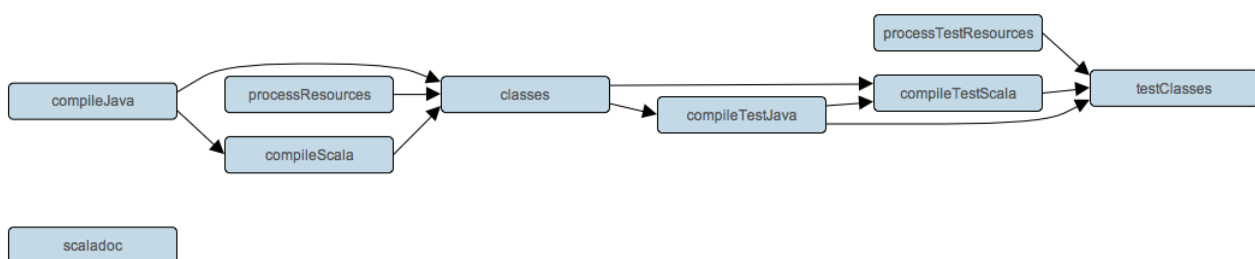 processTestResources
compileJava
processResources
classes
compileTestScala
testClasses
compileTestJava
compileScala
scaladoc